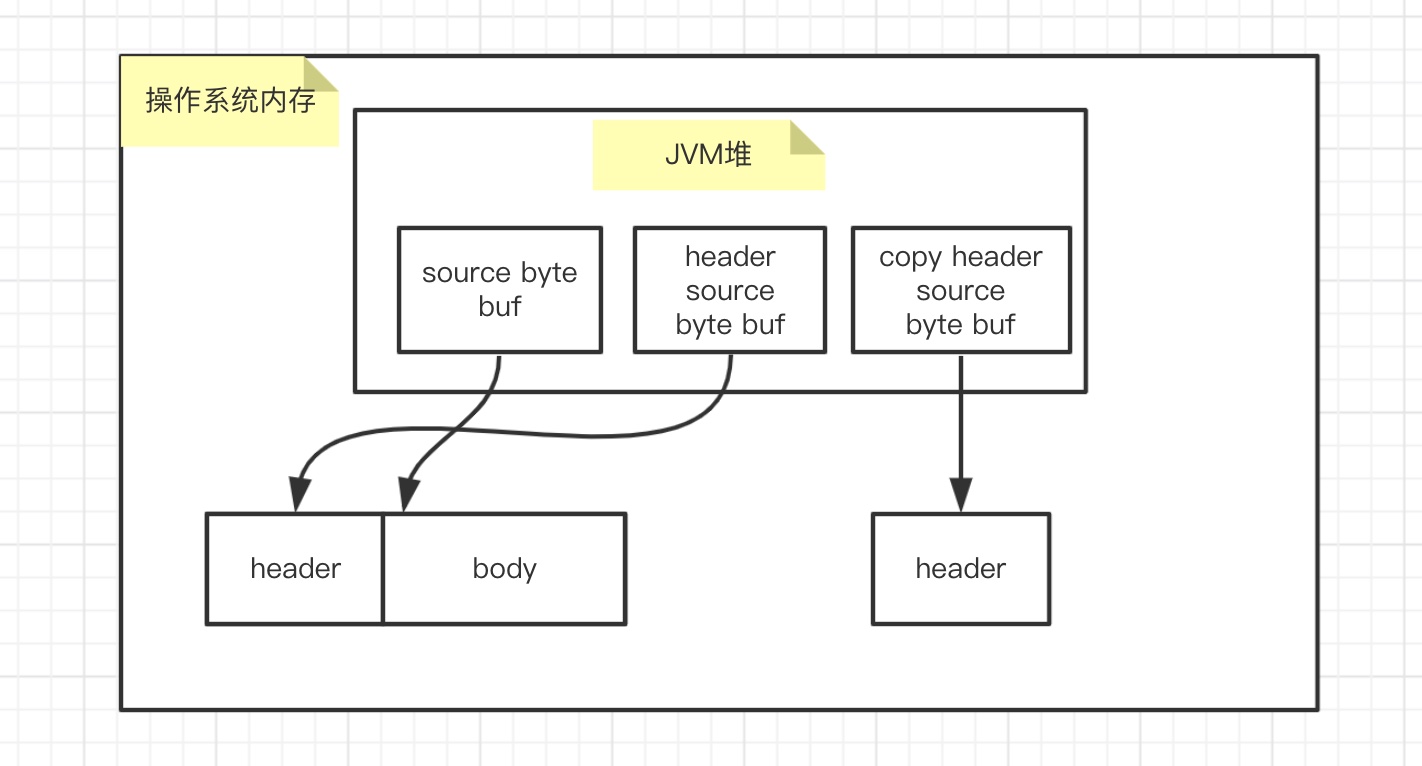 操作系统内存
JVM堆
source byte
buf
header
source
byte buf
copy header
source
byte buf
header
body
header